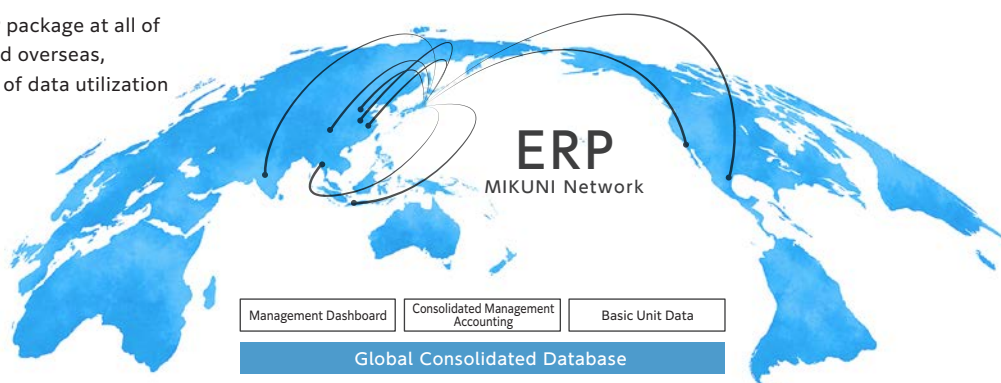 package at all of
overseas,
of data utilization
ERP
MIKUNI Network
Management Dashboard
Consolidated Management
Accounting
Basic Unit Data
Global Consolidated Database